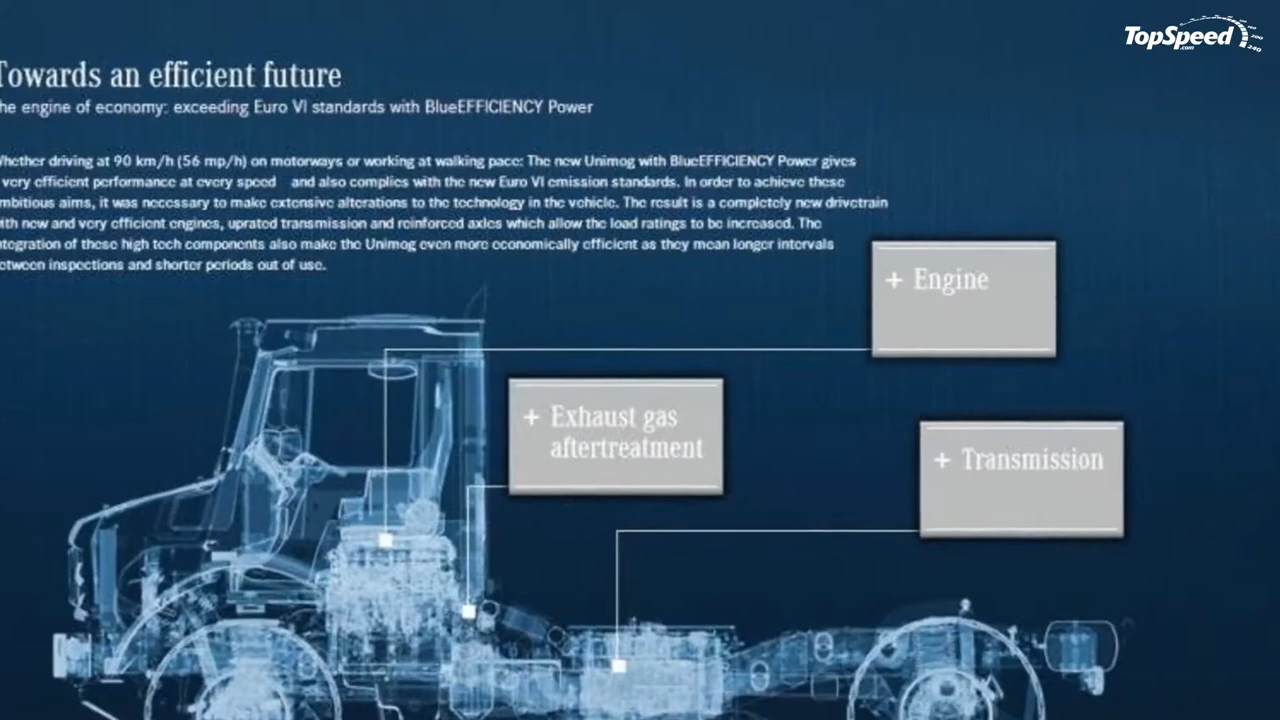 TopSpeed
.com
200
240
Towards an efficient future
he engine of economy: exceeding Euro VI standards with BlueEFFICIENCY Power
Whether driving at 90 km/h (56 mp/h) on motorways or working at walking pace: The new Unimog with BlueEFFICIENCY Power gives
very efficient performance at every speed and also complies with the new Euro VI emission standards. In order to achieve these
mbitious aims, it was necessary to make extensive alterations to the technology in the vehicle. The result is a completely new drivetrain
ith new and very efficient engines, uprated transmission and reinforced axles which allow the load ratings to be increased. The
ntegration of these high tech components also make the Unimog even more economically efficient as they mean longer intervals
etween inspections and shorter periods out of use.
+ Engine
+ Exhaust gas
aftertreatment
+ Transmission